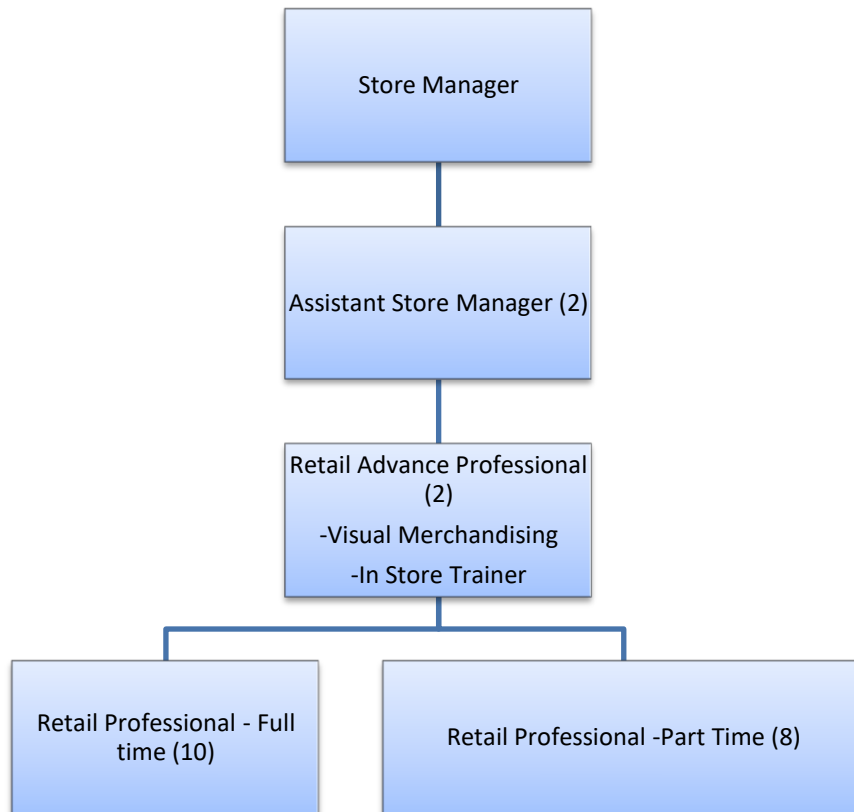 Store Manager
Assistant Store Manager (2)
Retail Advance Professional
(2)
-Visual Merchandising
-In Store Trainer
Retail Professional - Full
time (10)
Retail Professional -Part Time (8)